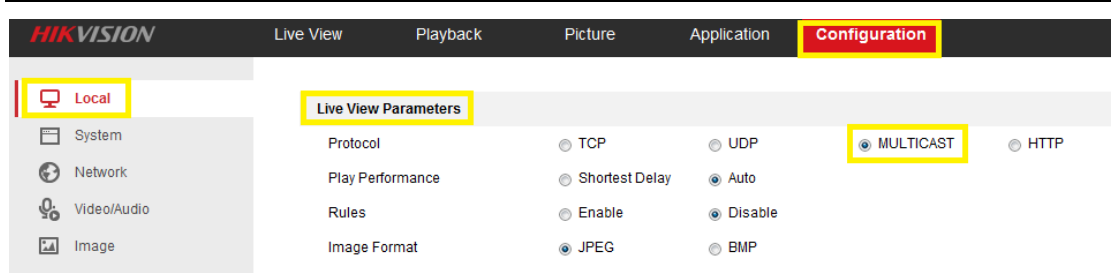 HIKVISION Live View Playback Picture Application Configuration
Local
System
Network
Video/Audio
Image
Live View Parameters
Protocol TCP UDP MULTICAST HTTP
Play Performance Shortest Delay Auto
Rules Enable Disable
Image Format JPEG BMP